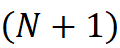 (𝑁 + 1)